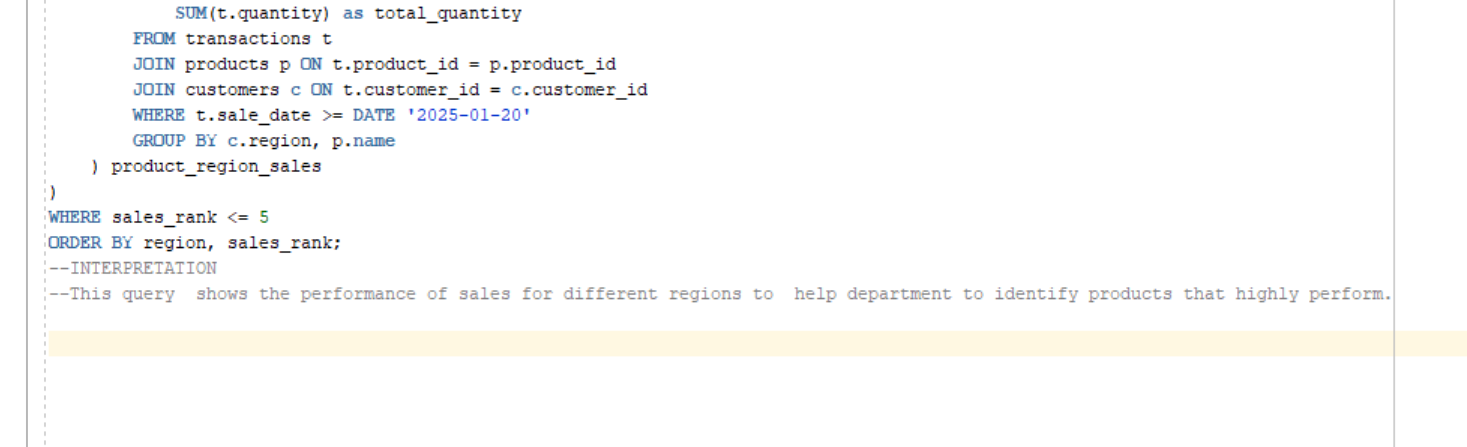 SUM(t.quantity) as total_quantity
FROM transactions t
JOIN products p ON t.product_id = p.product_id
JOIN customers c ON t.customer_id = c.customer_id
WHERE t.sale_date >= DATE '2025-01-20'
GROUP BY c.region, p.name
) product_region_sales
)
WHERE sales_rank <= 5
ORDER BY region, sales_rank;
--INTERPRETATION
--This query  shows the performance of sales for different regions to  help department to identify products that highly perform.